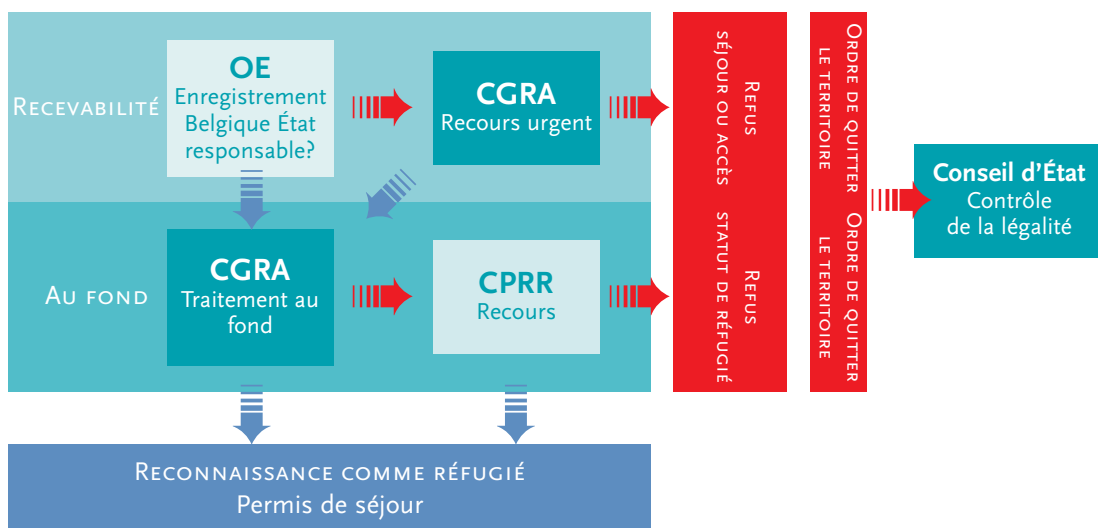 RECEVABILITÉ
OE
Enregistrement
Belgique État
responsable?
CGRA
Recours urgent
REFUS
SÉJOUR OU ACCÈS
ORDRE DE QUITTER
LE TERRITOIRE
Conseil d'État
Contrôle
de la légalité
AU FOND
CGRA
Traitement au
fond
CPRR
Recours
REFUS
STATUT DE RÉFUGIÉ
ORDRE DE QUITTER
LE TERRITOIRE
RECONNAISSANCE COMME RÉFUGIÉ
Permis de séjour